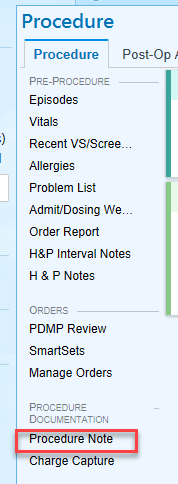 Procedure
Procedure Post-Op A
Pre-Procedure
Episodes
Vitals
s)
Recent VS/Scree...
Allergies
Problem List
Admit/Dosing We...
Order Report
H&P Interval Notes
H & P Notes
Orders
PDMP Review
SmartSets
Manage Orders
Procedure
Documentation
Procedure Note
Charge Capture